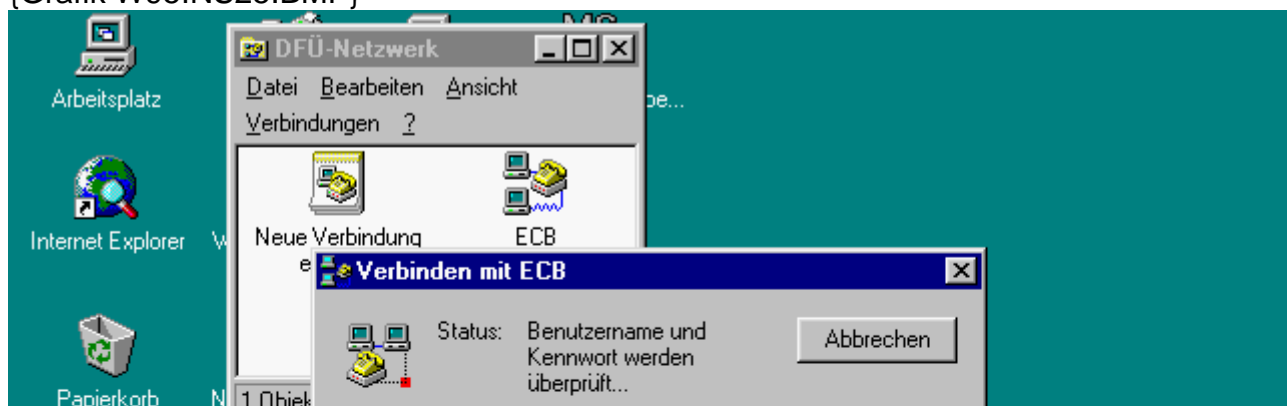 DFÜ-Netzwerk
Datei Bearbeiten Ansicht
Verbindungen ?
Arbeitsplatz
Internet Explorer
Neue Verbindung
ECB
Verbinden mit ECB
Status: Benutzername und
Kennwort werden
überprüft...
Abbrechen
Papierkorb